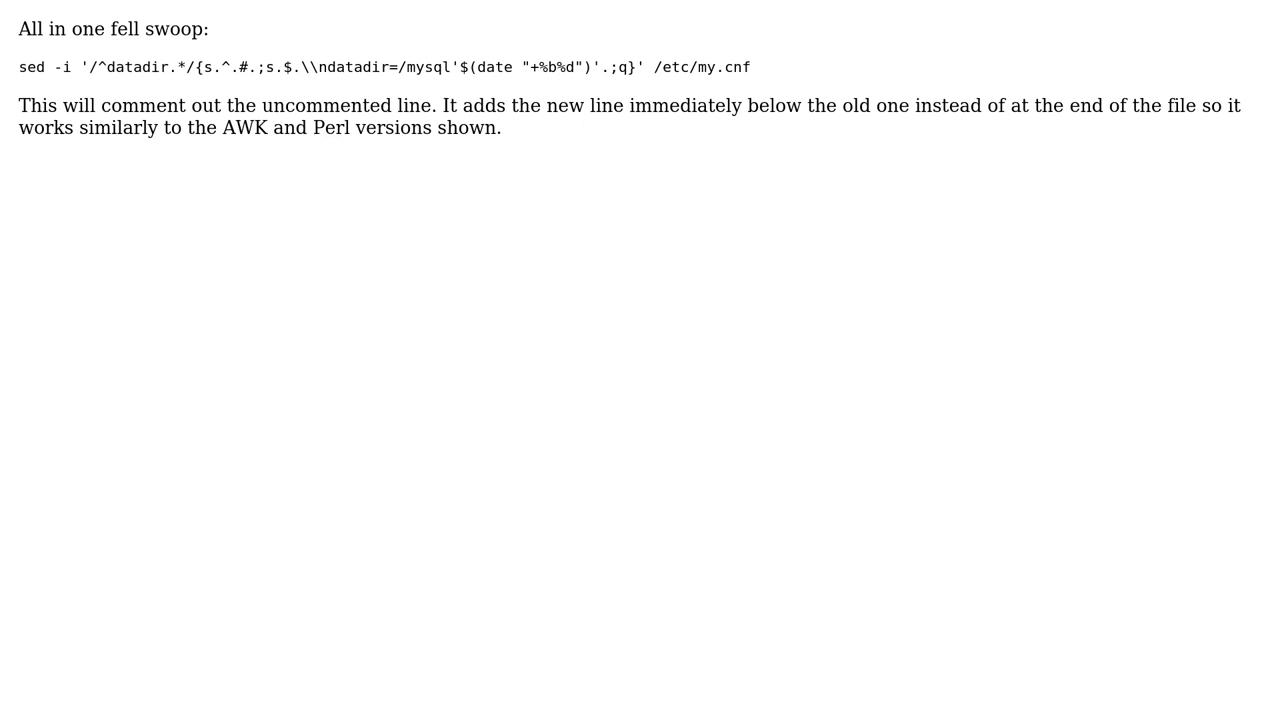 All in one fell swoop:
sed -i '/^datadir.*/{s.^.#.;s.$.\\ndatadir=/mysql'$(date "+%b%d")'.;q}' /etc/my.cnf
This will comment out the uncommented line. It adds the new line immediately below the old one instead of at the end of the file so it
works similarly to the AWK and Perl versions shown.